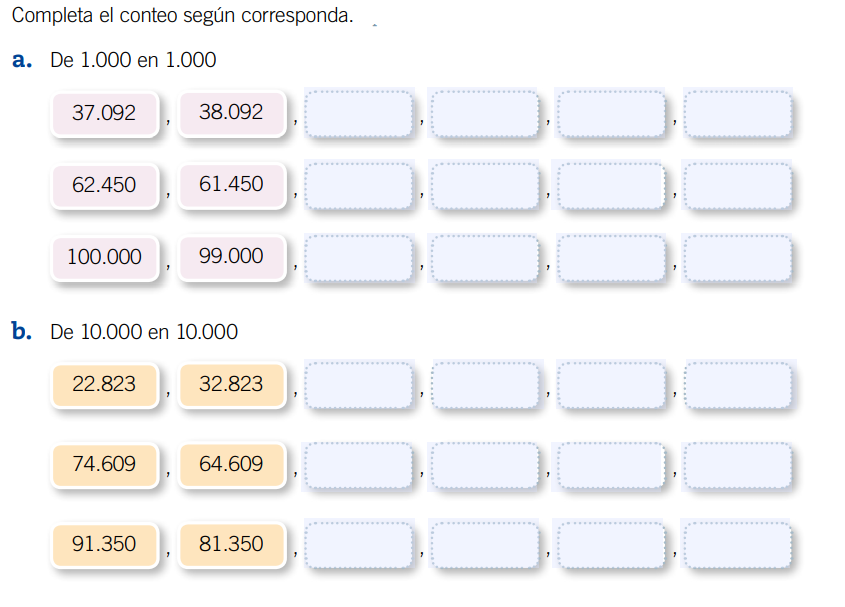 Completa el conteo según corresponda.
a. De 1.000 en 1.000
37.092 , 38.092 , , , ,
62.450 , 61.450 , , , ,
100.000 , 99.000 , , , ,
b. De 10.000 en 10.000
22.823 , 32.823 , , , ,
74.609 , 64.609 , , , ,
91.350 , 81.350 , , , ,